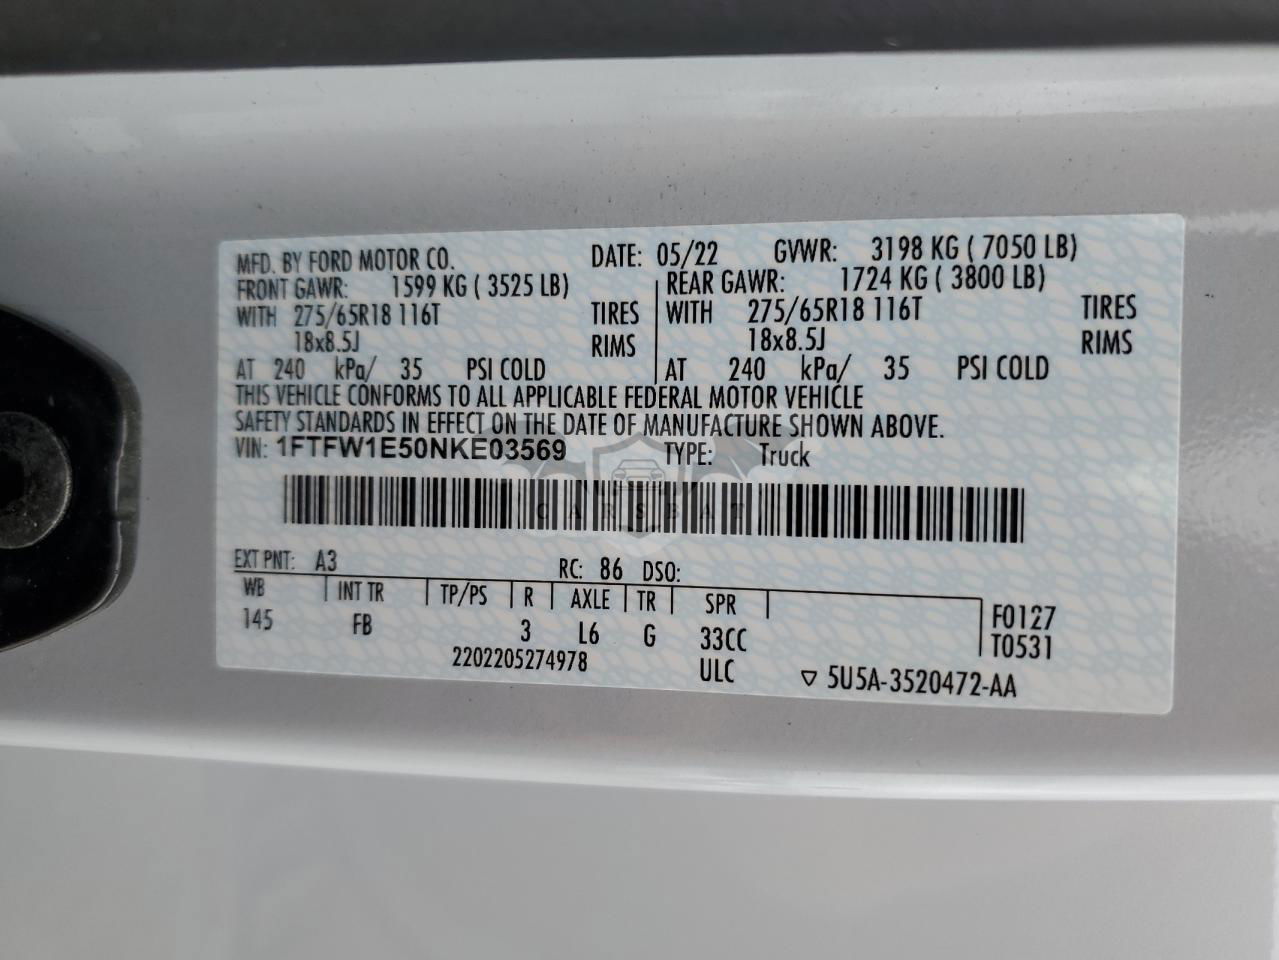 MFD. BY FORD MOTOR CO. DATE: 05/22 GVWR: 3198 KG ( 7050 LB)
FRONT GAWR: 1599 KG ( 3525 LB) REAR GAWR: 1724 KG ( 3800 LB)
WITH 275/65R18 116T TIRES WITH 275/65R18 116T TIRES
18x8.5J RIMS 18x8.5J RIMS
AT 240 kPa/ 35 PSI COLD AT 240 kPa/ 35 PSI COLD
THIS VEHICLE CONFORMS TO ALL APPLICABLE FEDERAL MOTOR VEHICLE
SAFETY STANDARDS IN EFFECT ON THE DATE OF MANUFACTURE SHOWN ABOVE.
VIN: 1FTFW1E50NKE03569 TYPE: Truck
CARSBAT
EXT PNT: A3 RC: 86 DSO:
WB INT TR TP/PS R AXLE TR SPR F0127
145 FB 3 L6 G 33CC T0531
2202205274978 ULC ▽ 5U5A-3520472-AA